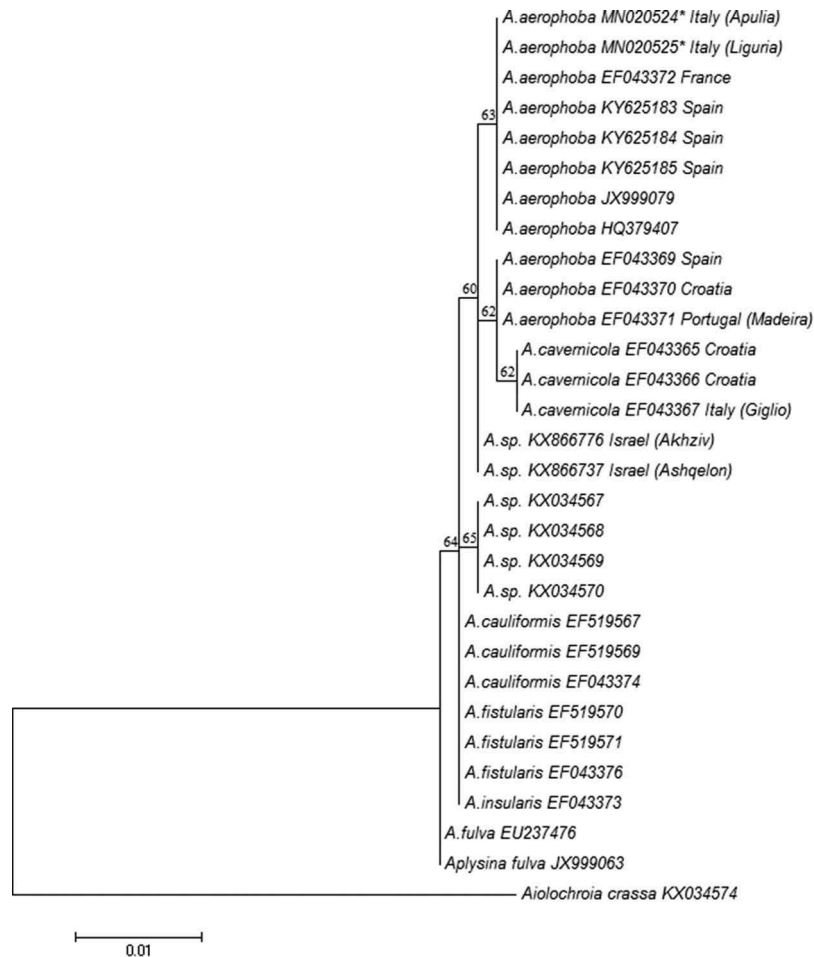 A.aerophoba MN020524* Italy (Apulia)
A.aerophoba MN020525* Italy (Liguria)
A.aerophoba EF043372 France
63
A.aerophoba KY625183 Spain
A.aerophoba KY625184 Spain
A.aerophoba KY625185 Spain
A.aerophoba JX999079
A.aerophoba HQ379407
A.aerophoba EF043369 Spain
60
A.aerophoba EF043370 Croatia
62
A.aerophoba EF043371 Portugal (Madeira)
A.cavernicola EF043365 Croatia
62
A.cavernicola EF043366 Croatia
A.cavernicola EF043367 Italy (Giglio)
A.sp. KX866776 Israel (Akhziv)
A.sp. KX866737 Israel (Ashqelon)
A.sp. KX034567
64
65
A.sp. KX034568
A.sp. KX034569
A.sp. KX034570
A.cauliformis EF519567
A.cauliformis EF519569
A.cauliformis EF043374
A.fistularis EF519570
A.fistularis EF519571
A.fistularis EF043376
A.insularis EF043373
A.fulva EU237476
Aplysina fulva JX999063
Aiolochroia crassa KX034574
0.01